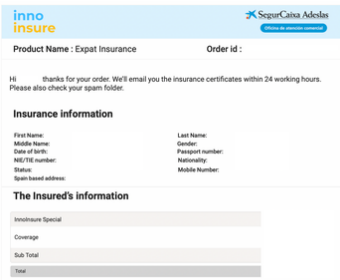 inno
insure
SegurCaixa Adeslas
Oficina de atención comercial
Product Name : Expat Insurance Order id :
Hi thanks for your order. We'll email you the insurance certificates within 24 working hours.
Please also check your spam folder.
Insurance information
First Name: Last Name:
Middle Name: Gender:
Date of birth: Passport number:
NIE/TIE number: Nationality:
Status: Mobile Number:
Spain based address:
The Insured's information
InnoInsure Special
Coverage
Sub Total
Total